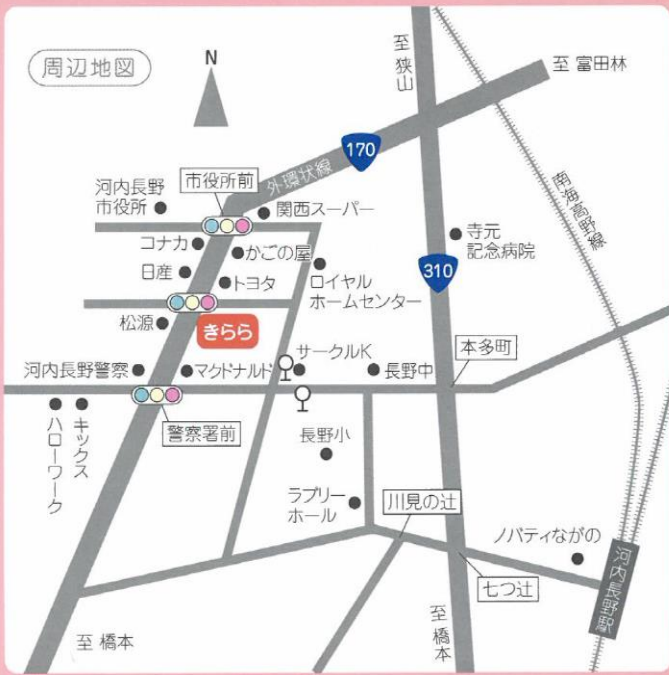 周辺地図
N
至 狭山
至 富田林
170
外環状線
市役所前
河内長野
市役所
関西スーパー
南海高野線
コナカ
かごの屋
寺元
記念病院
日産
トヨタ
ロイヤル
ホームセンター
310
松源
きらら
サークルK
本多町
河内長野警察
マクドナルド
長野中
ハローワーク
キックス
警察署前
長野小
ラブリー
ホール
川見の辻
ノバティながの
河内長野駅
七つ辻
至 橋本
至 橋本